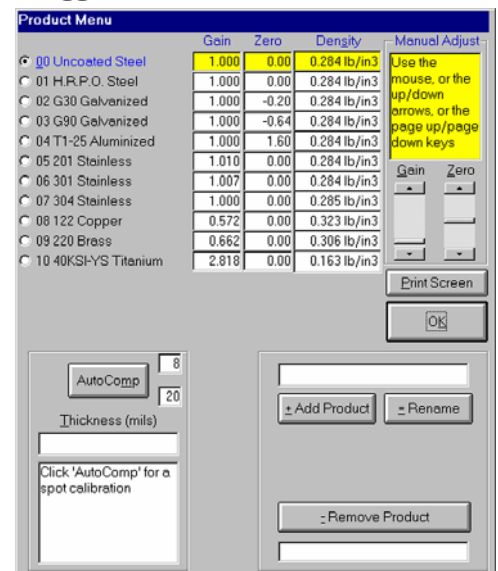 Product Menu
Gain Zero Density Manual Adjust
00 Uncoated Steel 1.000 0.00 0.284 lb/in3
01 H.R.P.O. Steel 1.000 0.00 0.284 lb/in3
02 G30 Galvanized 1.000 -0.20 0.284 lb/in3
03 G90 Galvanized 1.000 -0.64 0.284 lb/in3
04 T1-25 Aluminized 1.000 1.60 0.284 lb/in3
05 201 Stainless 1.010 0.00 0.284 lb/in3
06 301 Stainless 1.007 0.00 0.284 lb/in3
07 304 Stainless 1.000 0.00 0.285 lb/in3
08 122 Copper 0.572 0.00 0.323 lb/in3
09 220 Brass 0.662 0.00 0.306 lb/in3
10 40KSI-YS Titanium 2.818 0.00 0.163 lb/in3
Use the
mouse, or the
up/down
arrows, or the
page up/page
down keys
Gain Zero
Print Screen
OK
AutoComp
8
20
Thickness (mils)
Click 'AutoComp' for a
spot calibration
+ Add Product
= Rename
- Remove Product